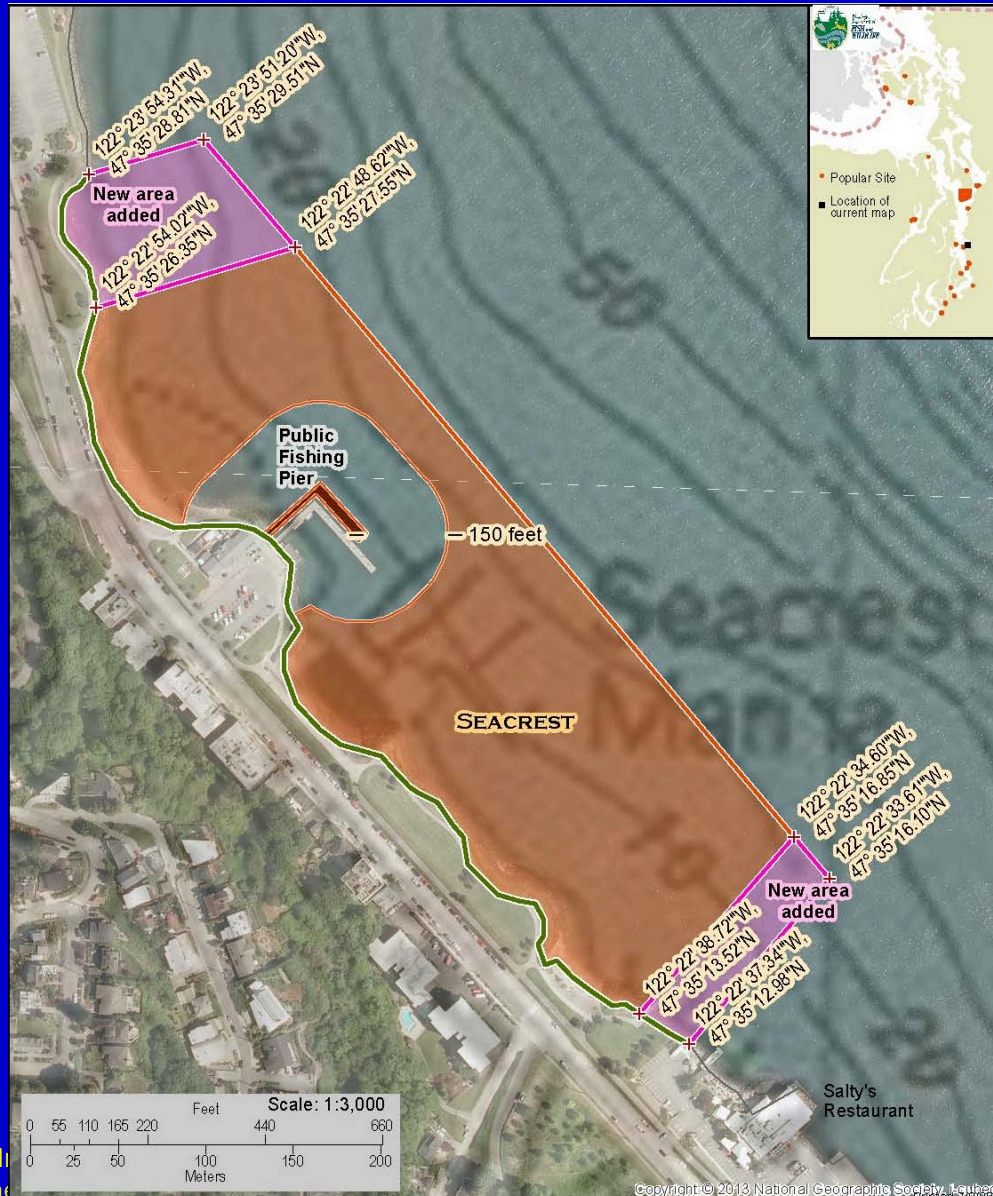 122° 23' 54.31"'W,
47° 35' 28.81"N
122° 23' 51.20"'W,
47° 35' 29.51"N
New area
added
122° 22' 48.62"'W,
47° 35' 27.55"N
122° 22' 54.02"'W,
47° 35' 26.35"N
FISH and
WILDLIFE
Popular Site
Location of
current map
20
50
Public
Fishing
Pier
150 feet
Seacrest
Marina
SEACREST
10
122° 22' 34.60"'W,
47° 35' 16.85"N
122° 22' 33.61"'W,
47° 35' 16.10"N
New area
added
122° 22' 38.72"'W,
47° 35' 13.52"N
122° 22' 37.34"'W,
47° 35' 12.98"N
20
Salty's
Restaurant
Feet Scale: 1:3,000
0 55 110 165 220 440 660
0 25 50 100 150 200
Meters
Copyright:© 2013 National Geographic Society, i-cubed